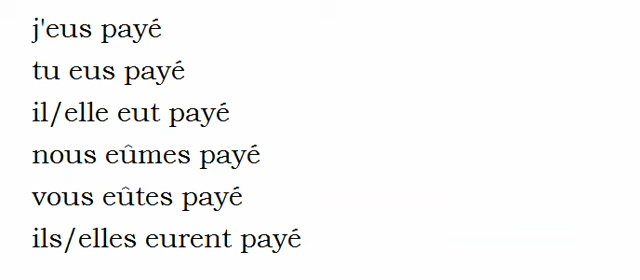 j'eus payé
tu eus payé
il/elle eut payé
nous eûmes payé
vous eûtes payé
ils/elles eurent payé